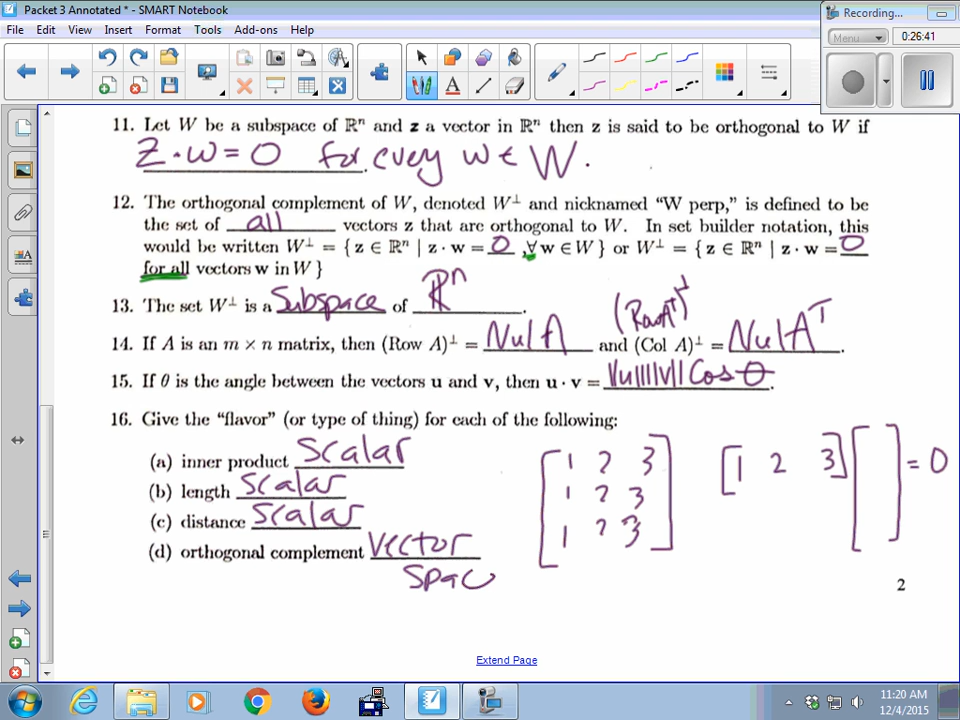 Packet 3 Annotated * - SMART Notebook
File Edit View Insert Format Tools Add-ons Help
Recording...
Menu
0:26:41
11. Let W be a subspace of ℝⁿ and z a vector in ℝⁿ then z is said to be orthogonal to W if
Z · w = 0 for every w ∈ W.
12. The orthogonal complement of W, denoted W⊥ and nicknamed “W perp,” is defined to be
the set of all vectors z that are orthogonal to W. In set builder notation, this
would be written W⊥ = { z ∈ ℝⁿ | z · w = 0, ∀ w ∈ W } or W⊥ = { z ∈ ℝⁿ | z · w = 0
for all vectors w in W }
13. The set W⊥ is a Subspace of ℝⁿ.
(Row Aᵀ)⊥
14. If A is an m × n matrix, then (Row A)⊥ = Nul A and (Col A)⊥ = Nul Aᵀ.
15. If θ is the angle between the vectors u and v, then u · v = ||u||||v|| Cos θ.
16. Give the “flavor” (or type of thing) for each of the following:
(a) inner product Scalar
(b) length Scalar
(c) distance Scalar
(d) orthogonal complement Vector
Spac
[1 2 3
1 2 3
1 2 3]
[1 2 3] [ ] = 0
2
Extend Page
11:20 AM
12/4/2015